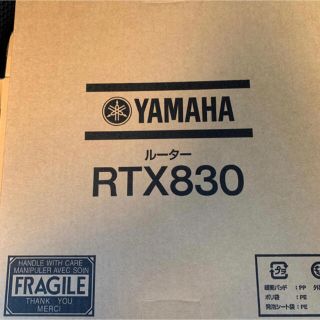 YAMAHA
ルーター
RTX830
HANDLE WITH CARE
MANIPULER AVEC SOIN
FRAGILE
THANK YOU
MERCI
緩衝パッド：PP
ポリ袋：PE
発泡シート袋：PE
外